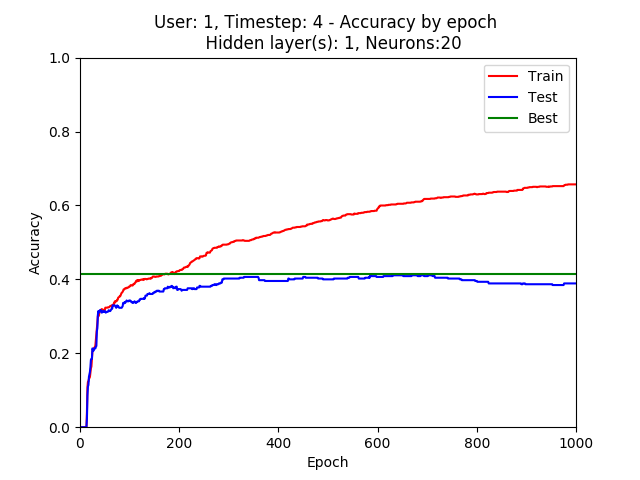 User: 1, Timestep: 4 - Accuracy by epoch
Hidden layer(s): 1, Neurons:20
1.0
0.8
0.6
0.4
0.2
0.0
Accuracy
Train
Test
Best
0 200 400 600 800 1000
Epoch